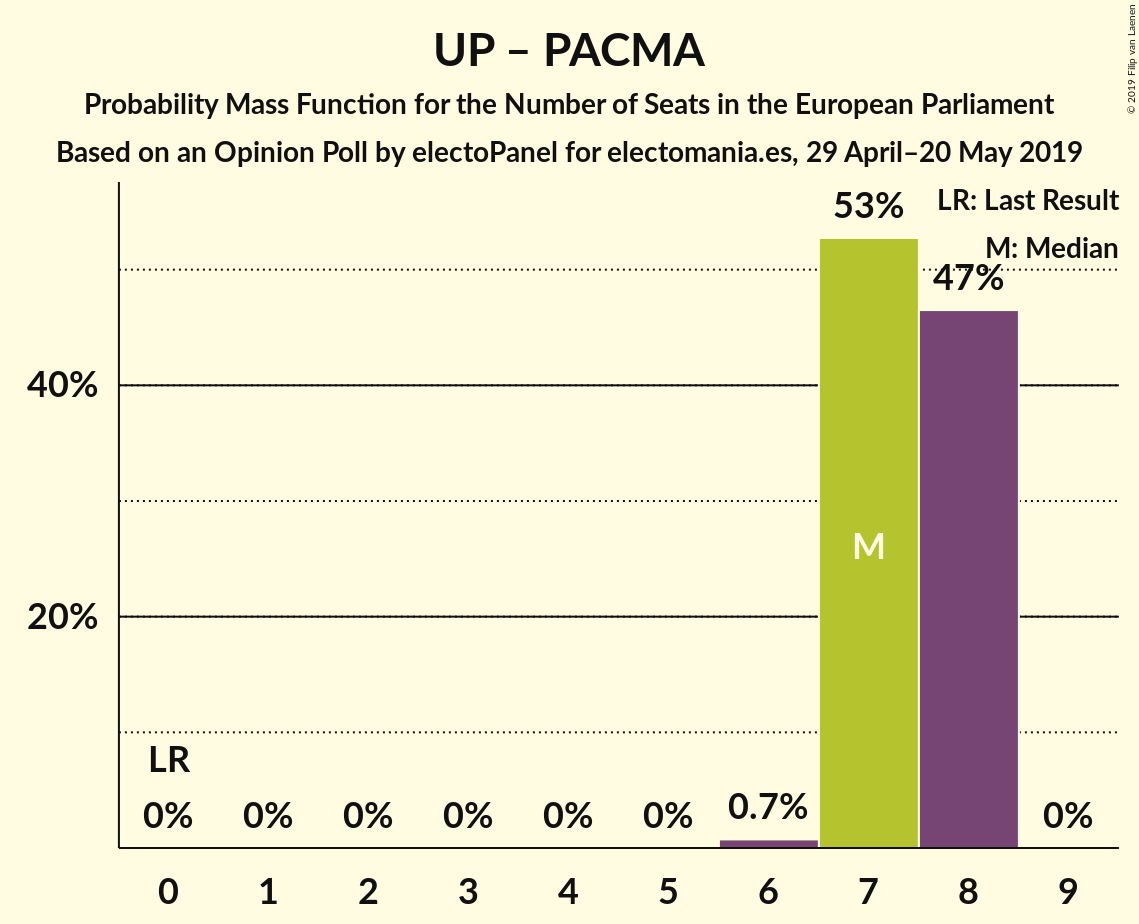 UP – PACMA
Probability Mass Function for the Number of Seats in the European Parliament
Based on an Opinion Poll by electoPanel for electomania.es, 29 April–20 May 2019
© 2019 Filip van Laenen
LR: Last Result
M: Median
53%
47%
40%
M
20%
LR
0% 0% 0% 0% 0% 0% 0.7% 0%
0 1 2 3 4 5 6 7 8 9